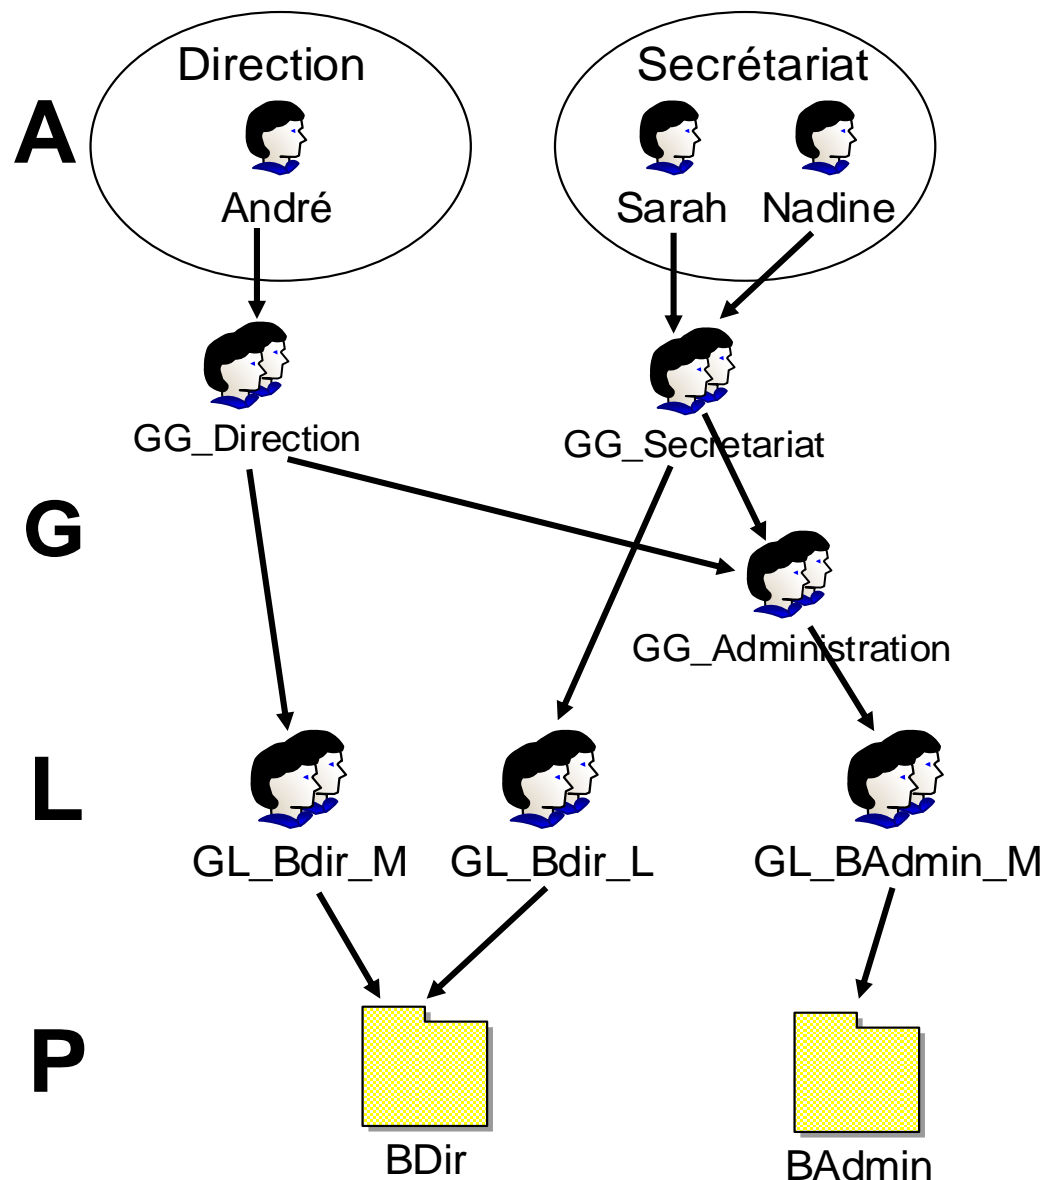 Direction
Secrétariat
A
André
Sarah
Nadine
GG_Direction
GG_Secretariat
G
GG_Administration
L
GL_Bdir_M
GL_Bdir_L
GL_BAdmin_M
P
BDir
BAdmin